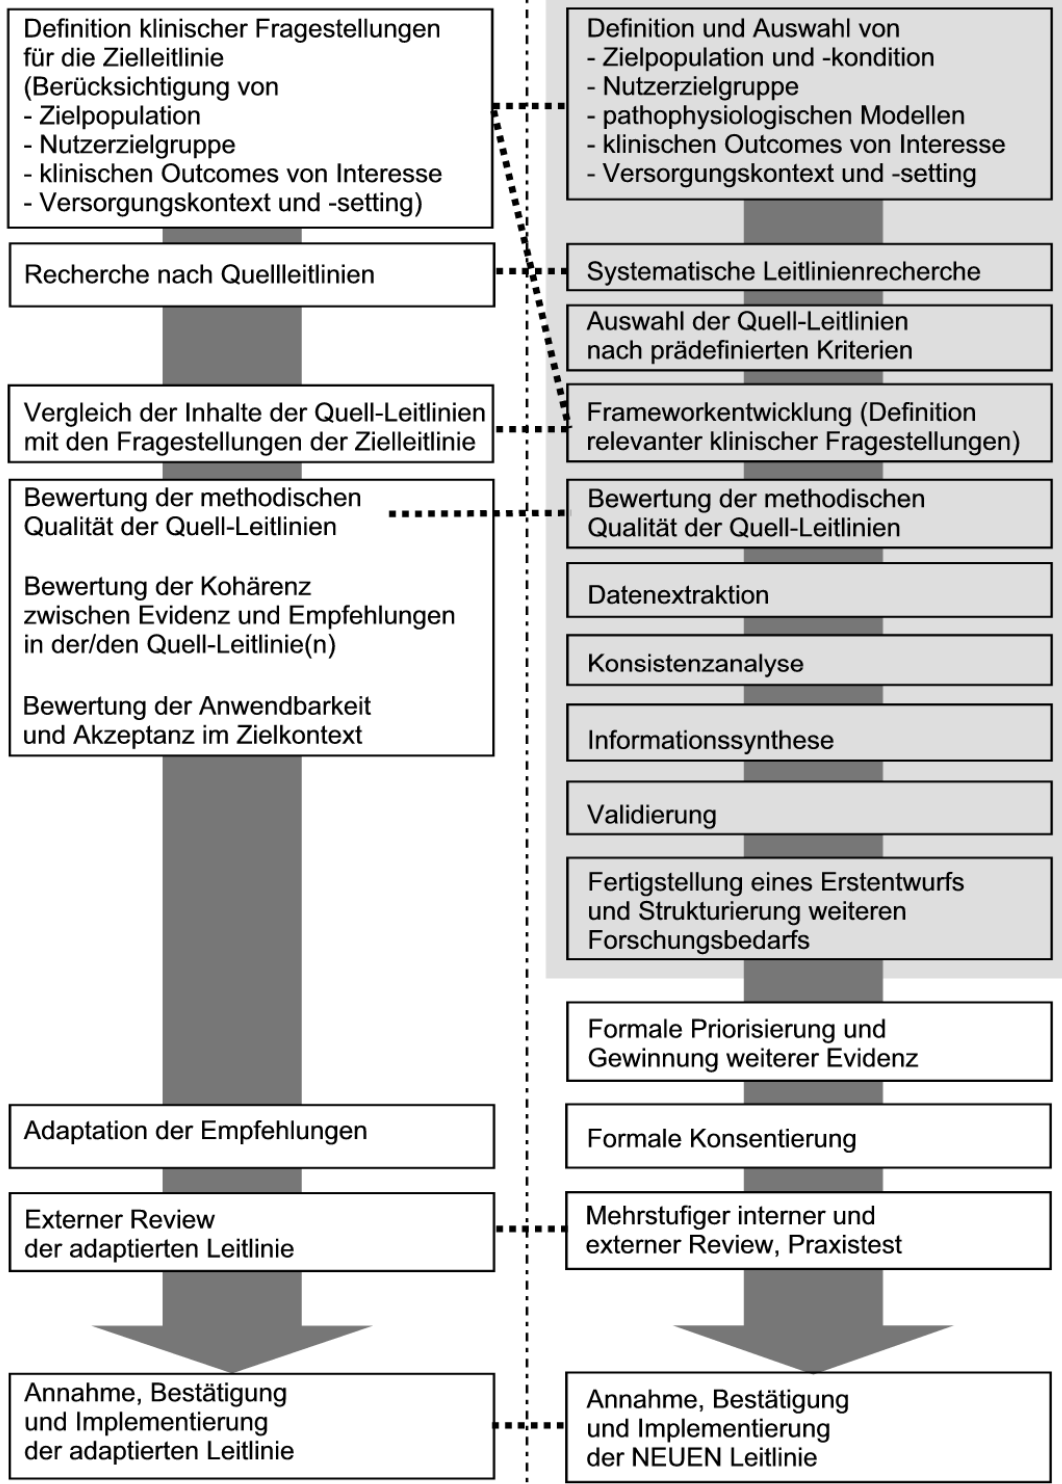 Definition klinischer Fragestellungen
für die Zielleitlinie
(Berücksichtigung von
- Zielpopulation
- Nutzerzielgruppe
- klinischen Outcomes von Interesse
- Versorgungskontext und -setting)
Recherche nach Quellleitlinien
Vergleich der Inhalte der Quell-Leitlinien
mit den Fragestellungen der Zielleitlinie
Bewertung der methodischen
Qualität der Quell-Leitlinien
Bewertung der Kohärenz
zwischen Evidenz und Empfehlungen
in der/den Quell-Leitlinie(n)
Bewertung der Anwendbarkeit
und Akzeptanz im Zielkontext
Adaptation der Empfehlungen
Externer Review
der adaptierten Leitlinie
Annahme, Bestätigung
und Implementierung
der adaptierten Leitlinie
Definition und Auswahl von
- Zielpopulation und -kondition
- Nutzerzielgruppe
- pathophysiologischen Modellen
- klinischen Outcomes von Interesse
- Versorgungskontext und -setting
Systematische Leitlinienrecherche
Auswahl der Quell-Leitlinien
nach prädefinierten Kriterien
Frameworkentwicklung (Definition
relevanter klinischer Fragestellungen)
Bewertung der methodischen
Qualität der Quell-Leitlinien
Datenextraktion
Konsistenzanalyse
Informationssynthese
Validierung
Fertigstellung eines Erstentwurfs
und Strukturierung weiteren
Forschungsbedarfs
Formale Priorisierung und
Gewinnung weiterer Evidenz
Formale Konsentierung
Mehrstufiger interner und
externer Review, Praxistest
Annahme, Bestätigung
und Implementierung
der NEUEN Leitlinie